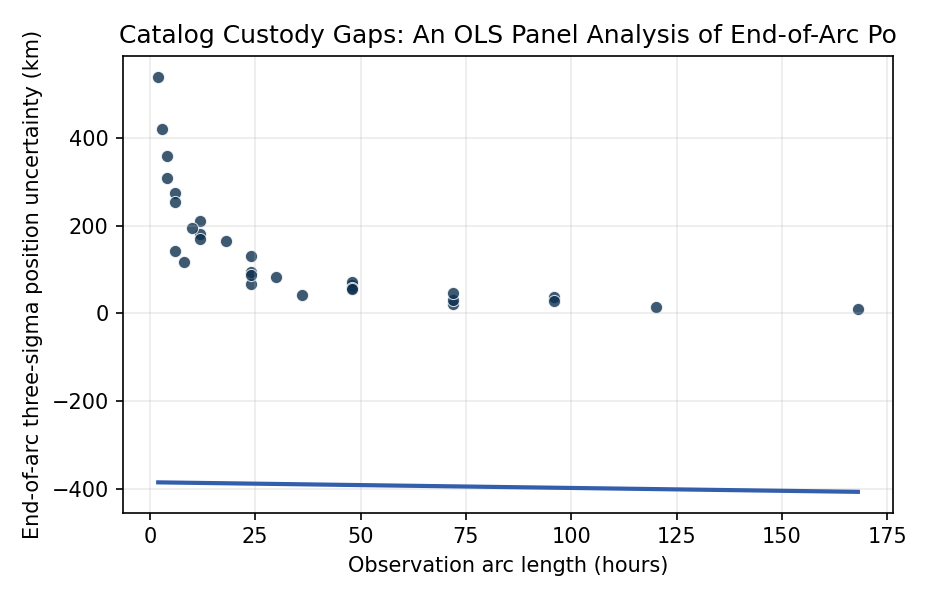 Catalog Custody Gaps: An OLS Panel Analysis of End-of-Arc Po
End-of-arc three-sigma position uncertainty (km)
400
200
0
−200
−400
0 25 50 75 100 125 150 175
Observation arc length (hours)